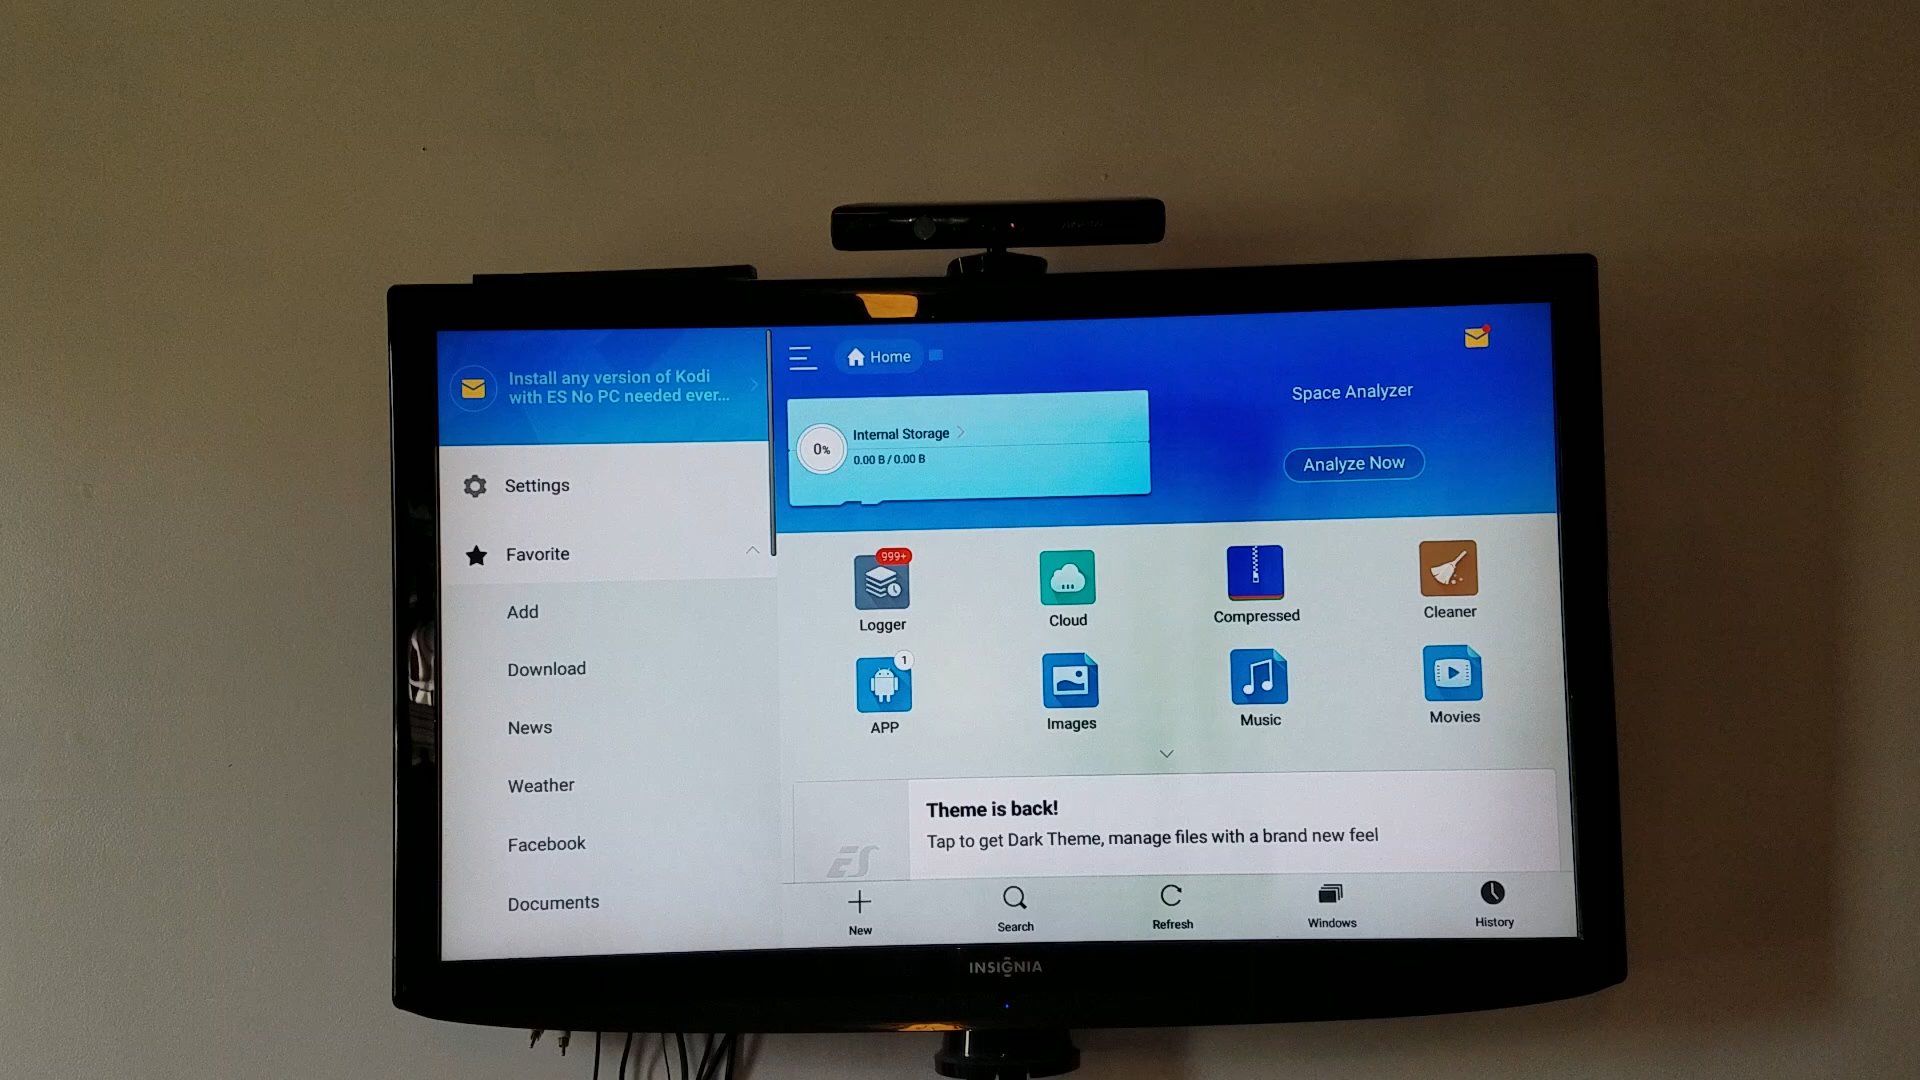 Install any version of Kodi
with ES No PC needed ever...
Settings
Favorite
Add
Download
News
Weather
Facebook
Documents
Home
Internal Storage
0%
0.00 B / 0.00 B
Space Analyzer
Analyze Now
999+
Logger
Cloud
Compressed
Cleaner
1
APP
Images
Music
Movies
Theme is back!
Tap to get Dark Theme, manage files with a brand new feel
ES
New
Search
Refresh
Windows
History
INSIGNIA